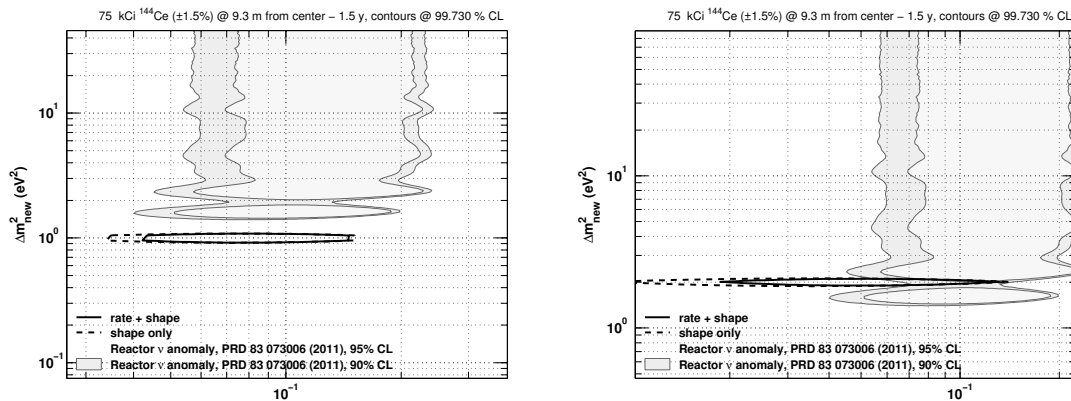 75 kCi ¹⁴⁴Ce (±1.5%) @ 9.3 m from center − 1.5 y, contours @ 99.730 % CL
10¹
10⁰
10⁻¹
Δm²new (eV²)
rate + shape
shape only
Reactor ν anomaly, PRD 83 073006 (2011), 95% CL
Reactor ν anomaly, PRD 83 073006 (2011), 90% CL
10⁻¹
75 kCi ¹⁴⁴Ce (±1.5%) @ 9.3 m from center − 1.5 y, contours @ 99.730 % CL
10¹
10⁰
Δm²new (eV²)
rate + shape
shape only
Reactor ν anomaly, PRD 83 073006 (2011), 95% CL
Reactor ν anomaly, PRD 83 073006 (2011), 90% CL
10⁻¹